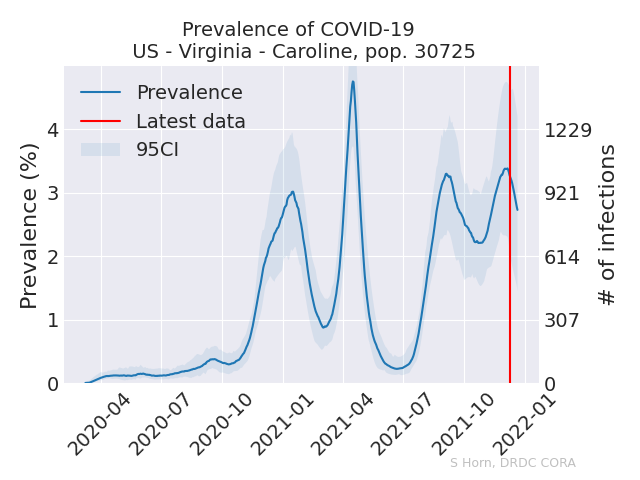 Prevalence of COVID-19
US - Virginia - Caroline, pop. 30725
Prevalence
Latest data
95CI
Prevalence (%)
4
3
2
1
0
1229
921
614
307
0
# of infections
2020-04
2020-07
2020-10
2021-01
2021-04
2021-07
2021-10
2022-01
S Horn, DRDC CORA